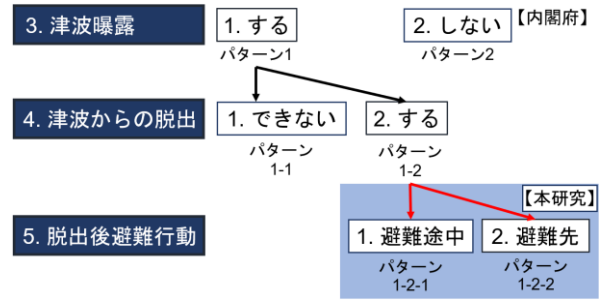 3. 津波曝露
1. する
2. しない
【内閣府】
パターン1
パターン2
4. 津波からの脱出
1. できない
2. する
パターン
1-1
パターン
1-2
【本研究】
5. 脱出後避難行動
1. 避難途中
2. 避難先
パターン
1-2-1
パターン
1-2-2